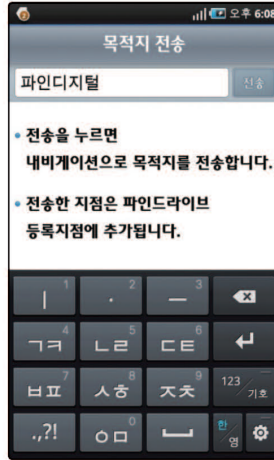 오후 6:08
목적지 전송
파인디지털
전송
전송을 누르면
내비게이션으로 목적지를 전송합니다.
전송한 지점은 파인드라이브
등록지점에 추가됩니다.
ㅣ 1 · 2 ㅡ 3
ㄱㅋ 4 ㄴㄹ 5 ㄷㅌ 6
ㅂㅍ 7 ㅅㅎ 8 ㅈㅊ 9 123/기호
.,?! ㅇㅁ 0 한/영